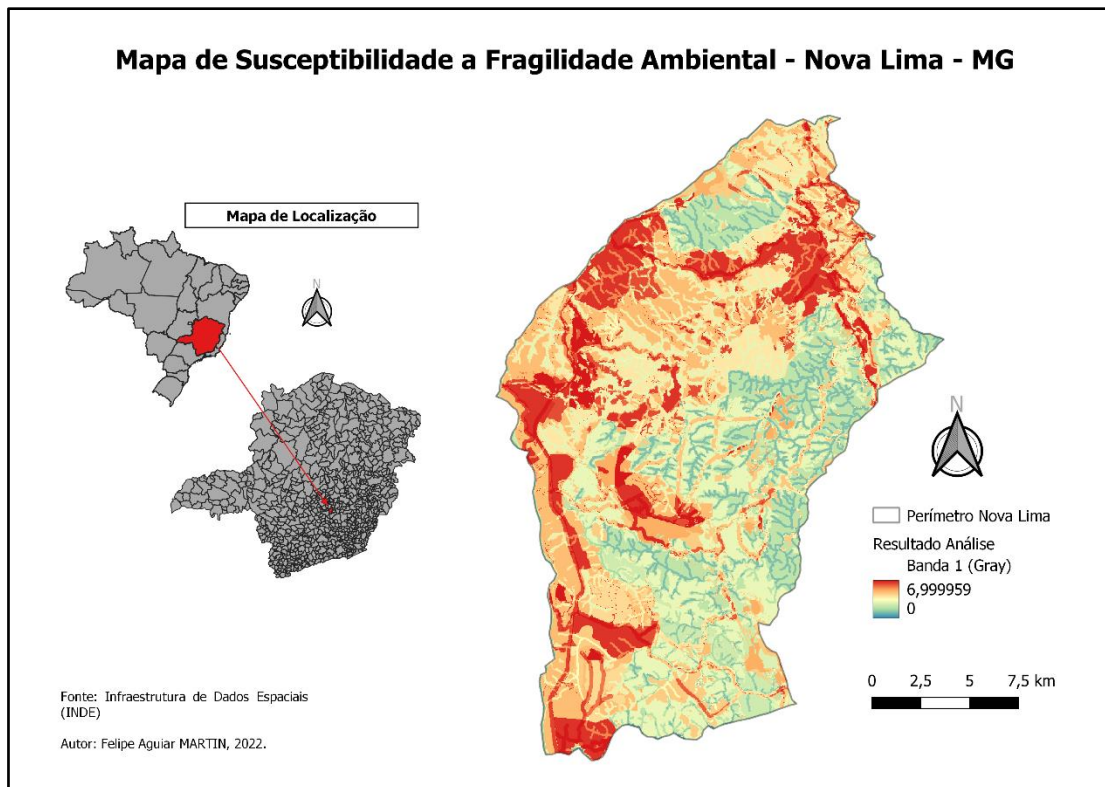 Mapa de Susceptibilidade a Fragilidade Ambiental - Nova Lima - MG
Mapa de Localização
N
N
Perímetro Nova Lima
Resultado Análise
Banda 1 (Gray)
6,999959
0
0 2,5 5 7,5 km
Fonte: Infraestrutura de Dados Espaciais
(INDE)
Autor: Felipe Aguiar MARTIN, 2022.